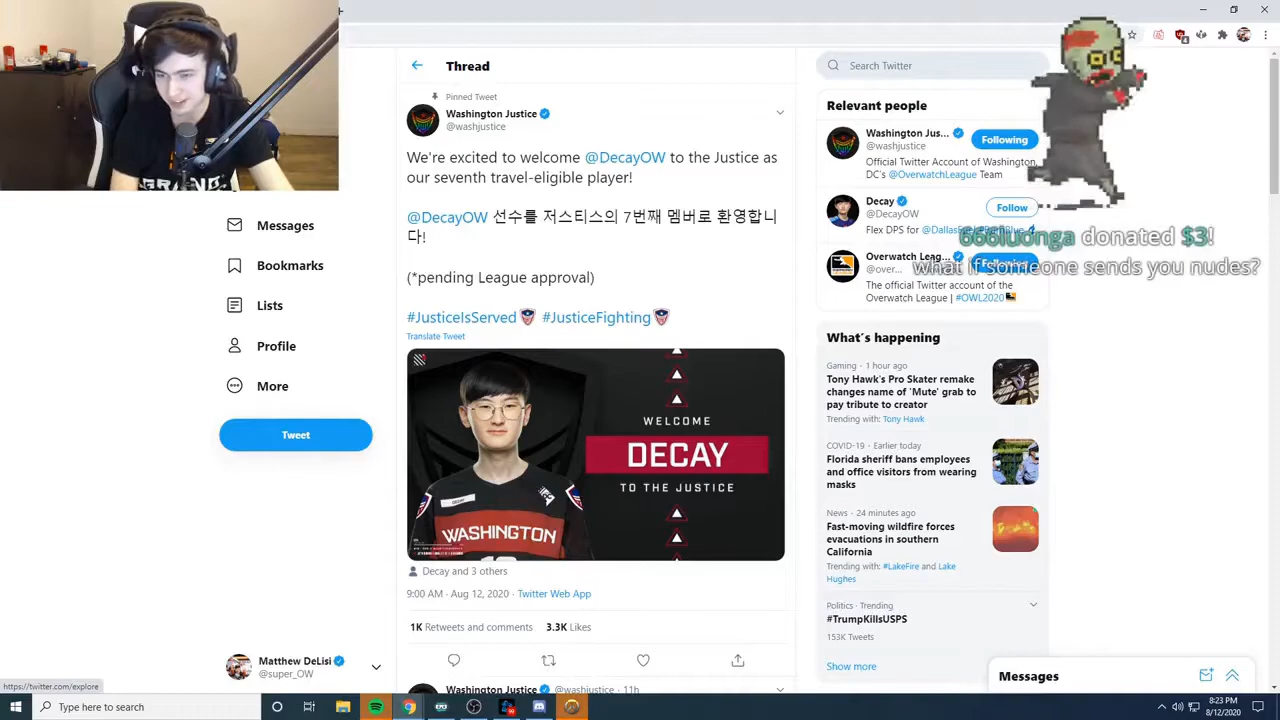 Thread
Search Twitter
Pinned Tweet
Washington Justice
@washjustice
We're excited to welcome @DecayOW to the Justice as
our seventh travel-eligible player!
@DecayOW 선수를 저스티스의 7번째 멤버로 환영합니
다!
(*pending League approval)
#JusticeIsServed #JusticeFighting
Translate Tweet
WELCOME
DECAY
TO THE JUSTICE
WASHINGTON
Decay and 3 others
9:00 AM · Aug 12, 2020 · Twitter Web App
1K Retweets and comments 3.3K Likes
Washington Justice @washjustice · 11h
Messages
Bookmarks
Lists
Profile
More
Tweet
Matthew DeLisi
@super_OW
https://twitter.com/explore
Relevant people
Washington Jus...
@washjustice
Following
Official Twitter Account of Washington,
DC's @OverwatchLeague Team
Decay
@DecayOW
Follow
Flex DPS for
Overwatch Leag...
@over...
Following
The official Twitter account of the
Overwatch League | #OWL2020
666luonga donated $3!
what if someone sends you nudes?
What's happening
Gaming · 1 hour ago
Tony Hawk's Pro Skater remake
changes name of 'Mute' grab to
pay tribute to creator
Trending with: Tony Hawk
COVID-19 · Earlier today
Florida sheriff bans employees
and office visitors from wearing
masks
News · 24 minutes ago
Fast-moving wildfire forces
evacuations in southern
California
Trending with: #LakeFire and Lake
Hughes
Politics · Trending
#TrumpKillsUSPS
153K Tweets
Show more
Messages
Type here to search
8:23 PM
8/12/2020